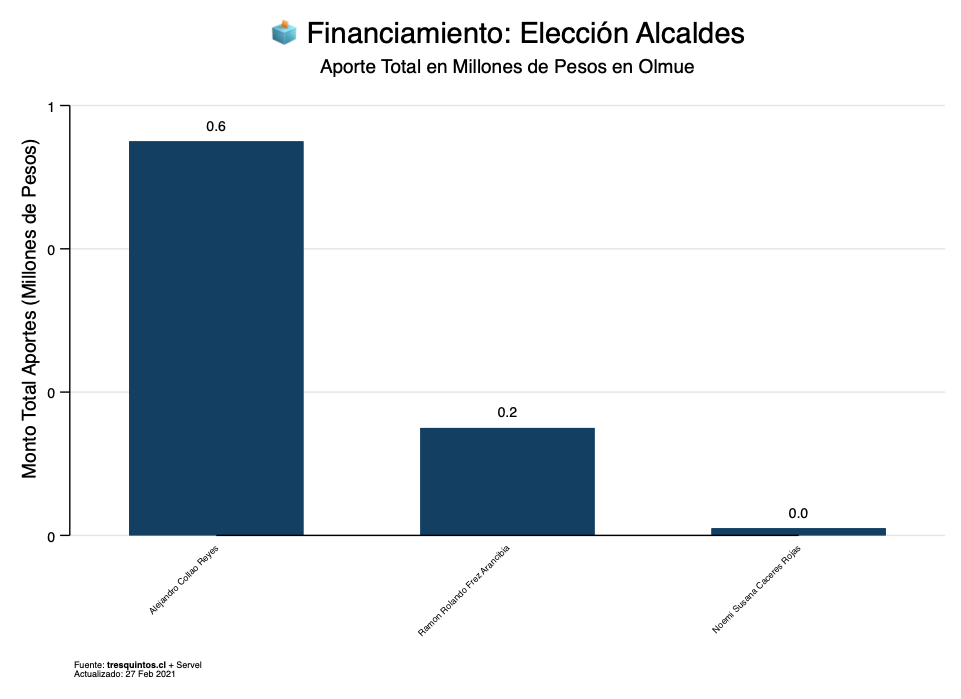 🗳️ Financiamiento: Elección Alcaldes
Aporte Total en Millones de Pesos en Olmue
Monto Total Aportes (Millones de Pesos)
1
0
0
0
0.6
0.2
0.0
Alejandro Collao Reyes
Ramon Rolando Frez Arancibia
Noemi Susana Caceres Rojas
Fuente: tresquintos.cl + Servel
Actualizado: 27 Feb 2021